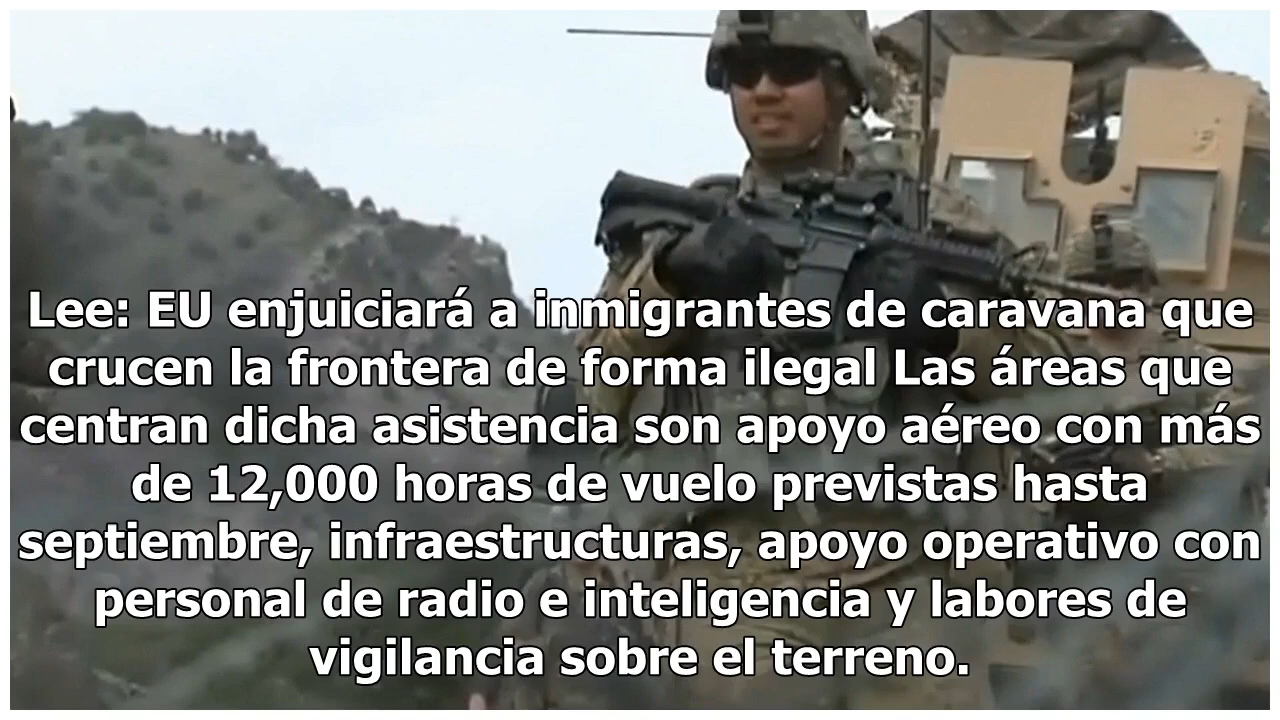 Lee: EU enjuiciará a inmigrantes de caravana que
crucen la frontera de forma ilegal Las áreas que
centran dicha asistencia son apoyo aéreo con más
de 12,000 horas de vuelo previstas hasta
septiembre, infraestructuras, apoyo operativo con
personal de radio e inteligencia y labores de
vigilancia sobre el terreno.